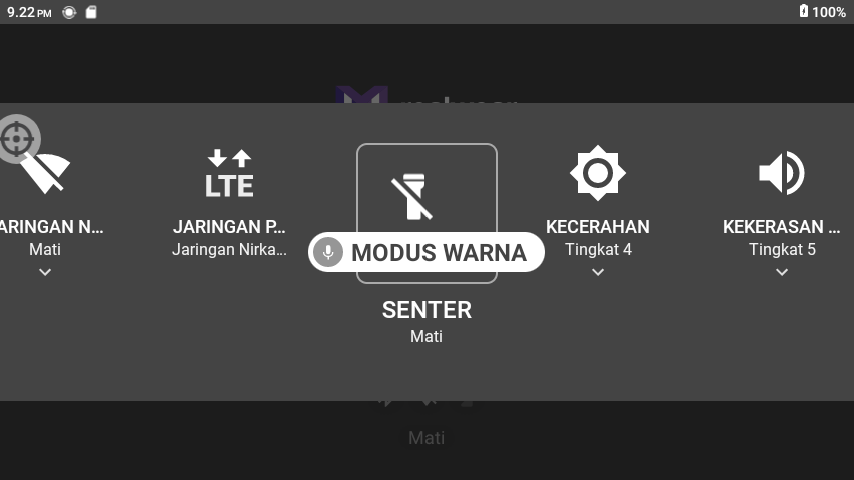 9.22 PM
100%
LTE
ARINGAN N...
Mati
JARINGAN P...
Jaringan Nirka...
MODUS WARNA
KECERAHAN
Tingkat 4
KEKERASAN ...
Tingkat 5
SENTER
Mati
Mati